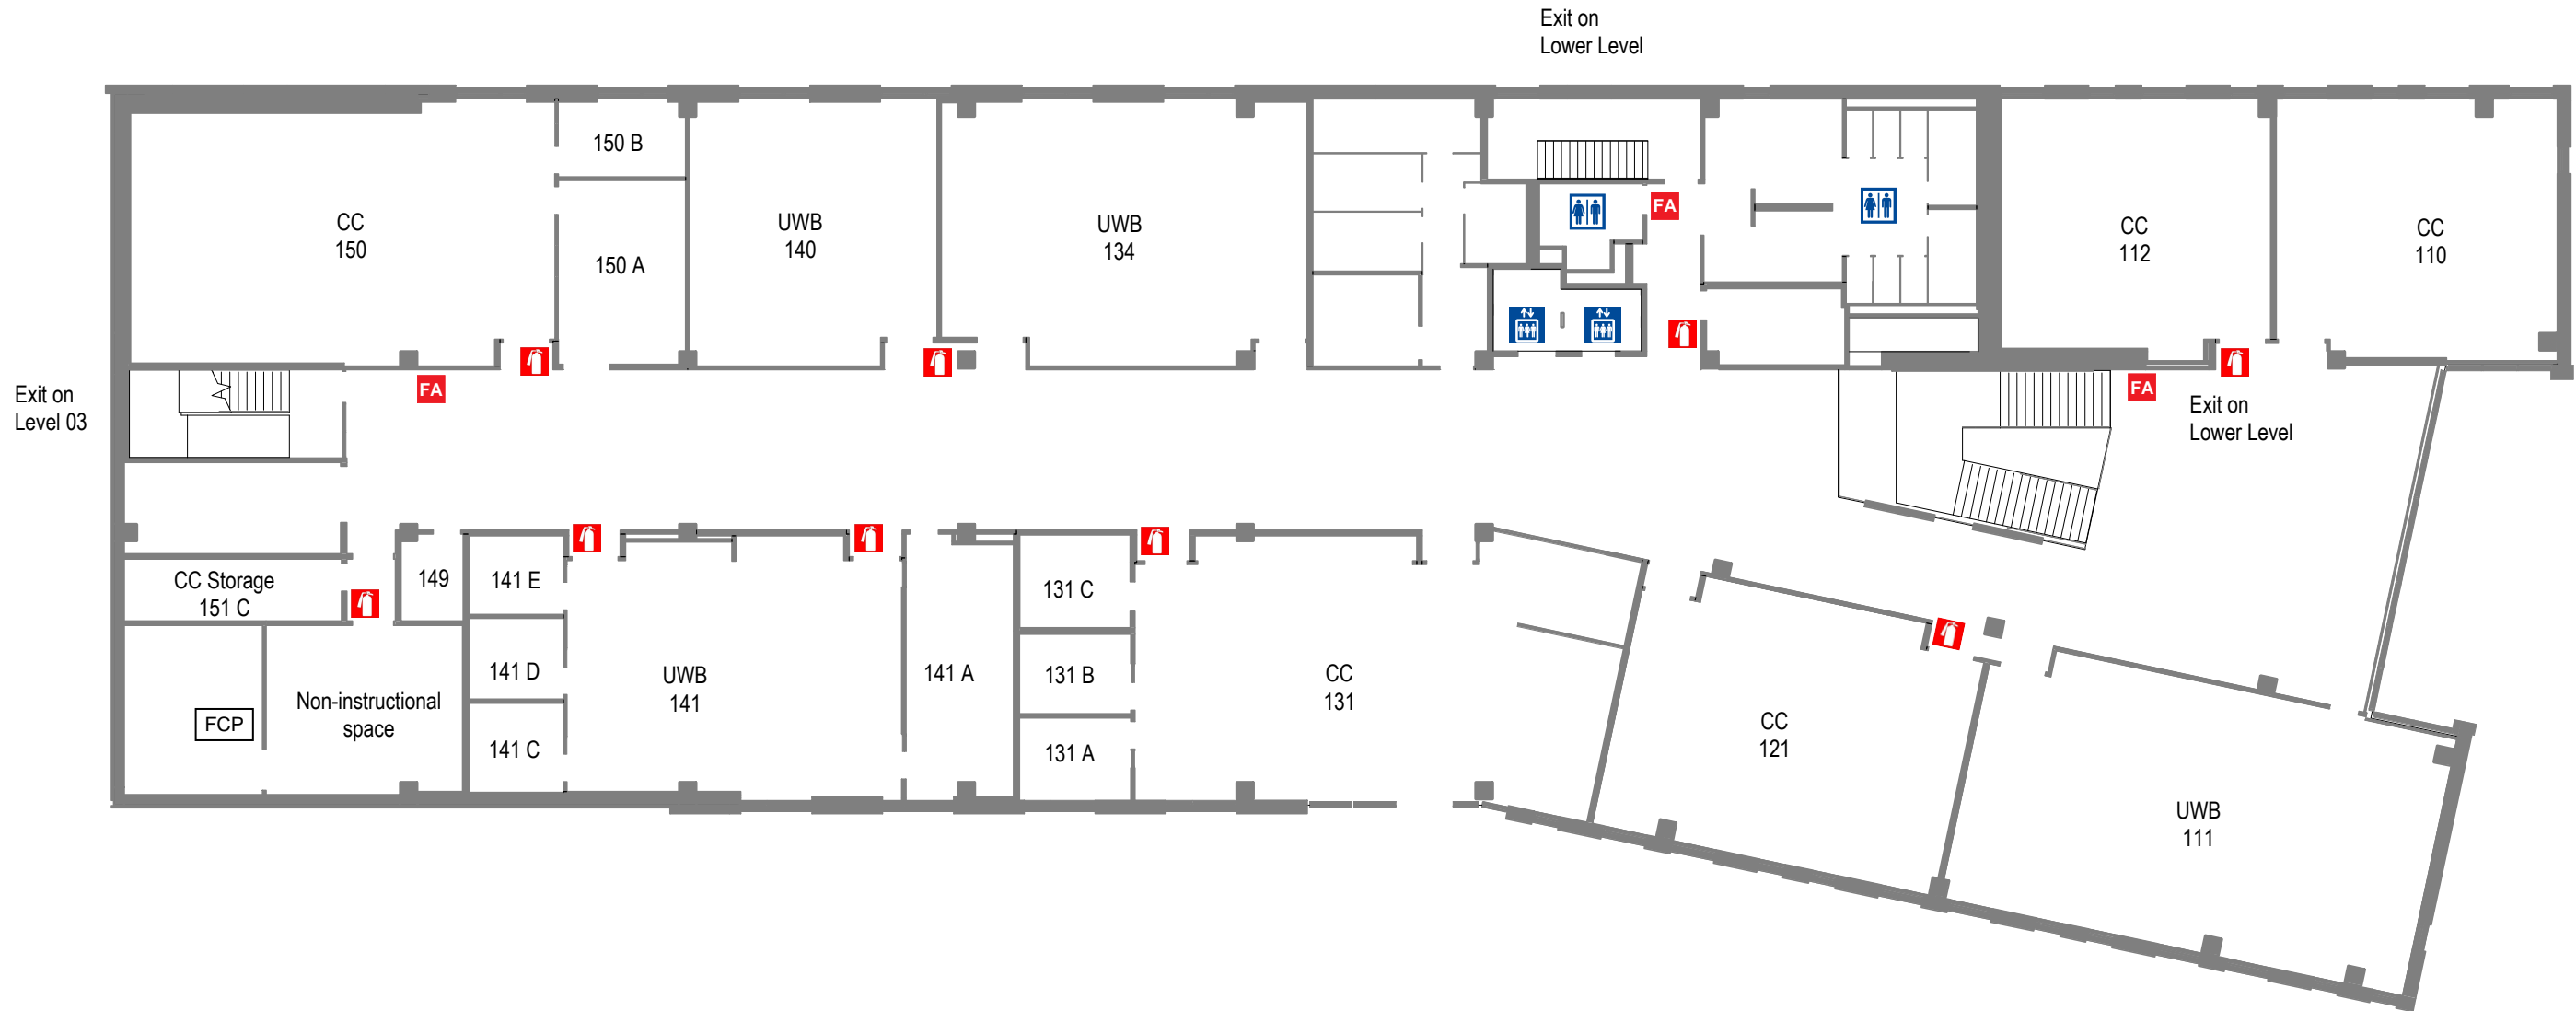 Exit on
Lower Level
150 B
CC
150
150 A
UWB
140
UWB
134
FA
CC
112
CC
110
Exit on
Level 03
FA
FA
Exit on
Lower Level
CC Storage
151 C
149
141 E
141 D
141 C
UWB
141
141 A
131 C
131 B
131 A
CC
131
FCP
Non-instructional
space
CC
121
UWB
111